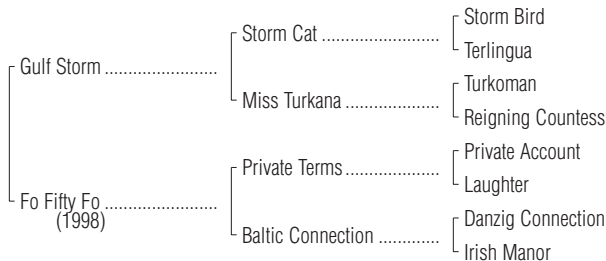 Storm Bird
Storm Cat ........................
Terlingua
Gulf Storm .......................
Turkoman
Miss Turkana ...................
Reigning Countess
Private Account
Private Terms ...................
Laughter
Fo Fifty Fo .......................
(1998)
Danzig Connection
Baltic Connection ............
Irish Manor